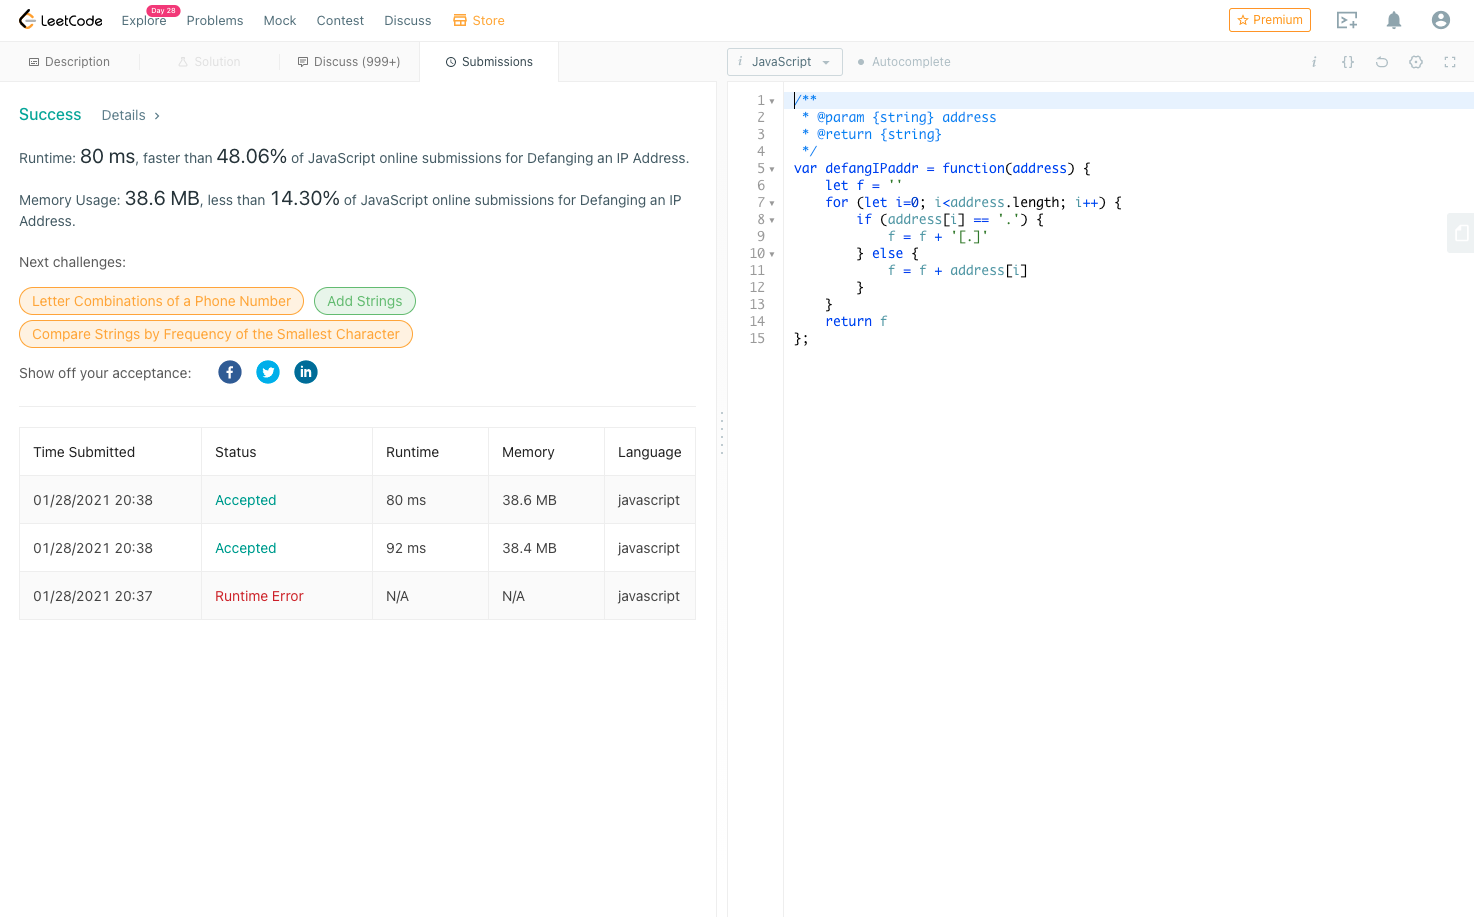 LeetCode
Explore
Day 28
Problems
Mock
Contest
Discuss
Store
Premium
Description
Solution
Discuss (999+)
Submissions
Success
Details
Runtime: 80 ms, faster than 48.06% of JavaScript online submissions for Defanging an IP Address.
Memory Usage: 38.6 MB, less than 14.30% of JavaScript online submissions for Defanging an IP
Address.
Next challenges:
Letter Combinations of a Phone Number
Add Strings
Compare Strings by Frequency of the Smallest Character
Show off your acceptance:
Time Submitted Status Runtime Memory Language
01/28/2021 20:38 Accepted 80 ms 38.6 MB javascript
01/28/2021 20:38 Accepted 92 ms 38.4 MB javascript
01/28/2021 20:37 Runtime Error N/A N/A javascript
i JavaScript
Autocomplete
i {}
1 /**
2  * @param {string} address
3  * @return {string}
4  */
5 var defangIPaddr = function(address) {
6     let f = ''
7     for (let i=0; i<address.length; i++) {
8         if (address[i] == '.') {
9             f = f + '[.]'
10         } else {
11             f = f + address[i]
12         }
13     }
14     return f
15 };